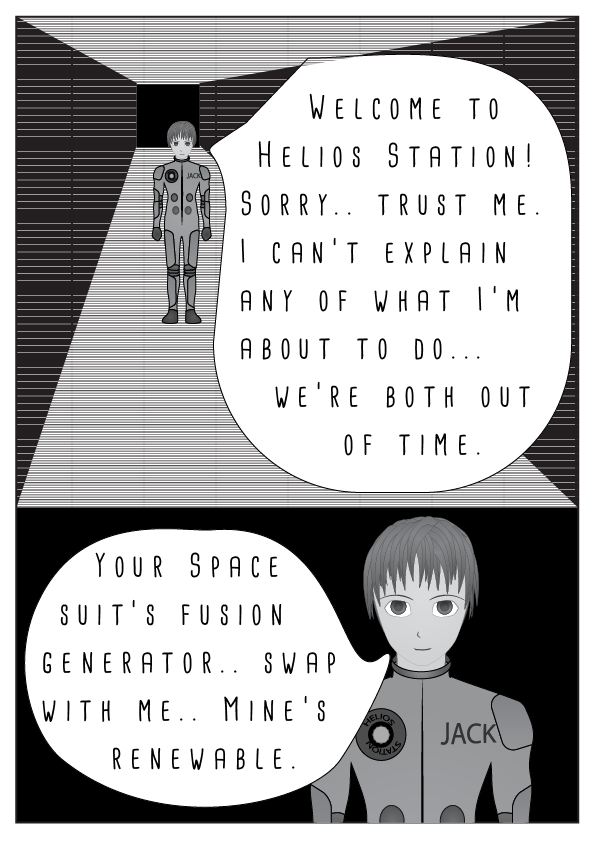 Welcome to
Helios Station!
Sorry.. trust me.
I can't explain
any of what I'm
about to do...
we're both out
of time.
JACK
Your Space
suit's fusion
generator.. swap
with me.. Mine's
renewable.
HELIOS
STATION
JACK